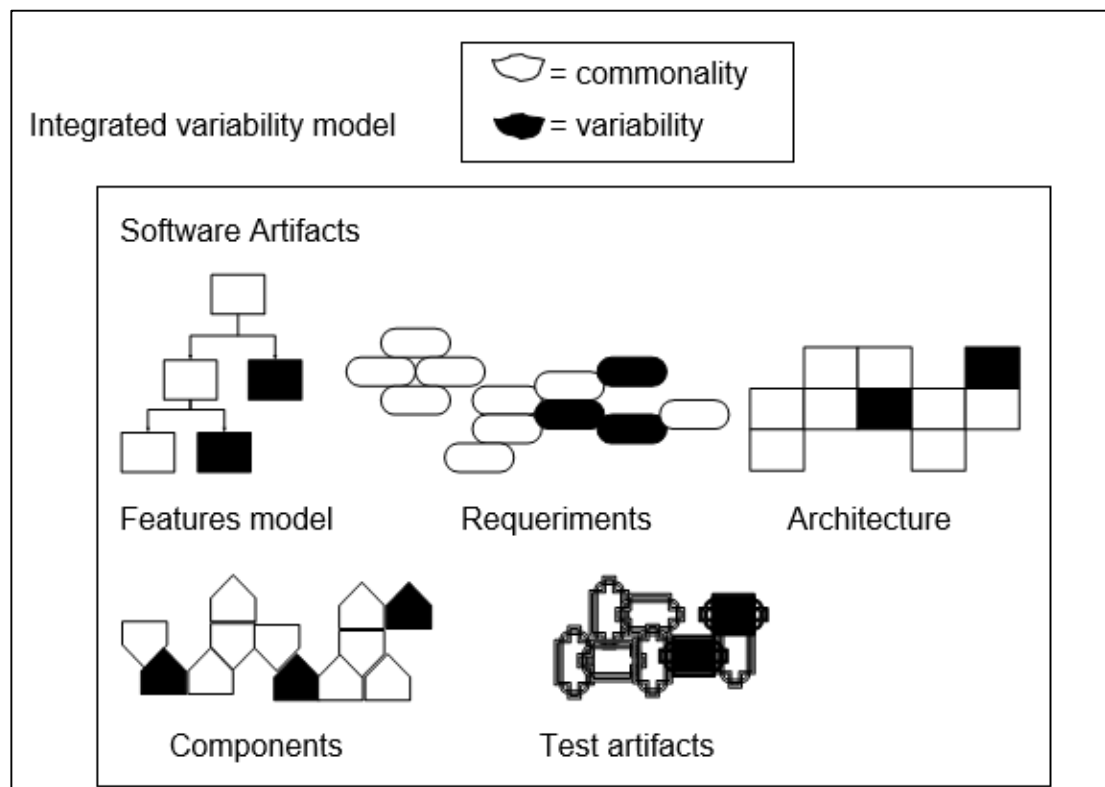 = commonality
Integrated variability model
= variability
Software Artifacts
Features model
Requeriments
Architecture
Components
Test artifacts